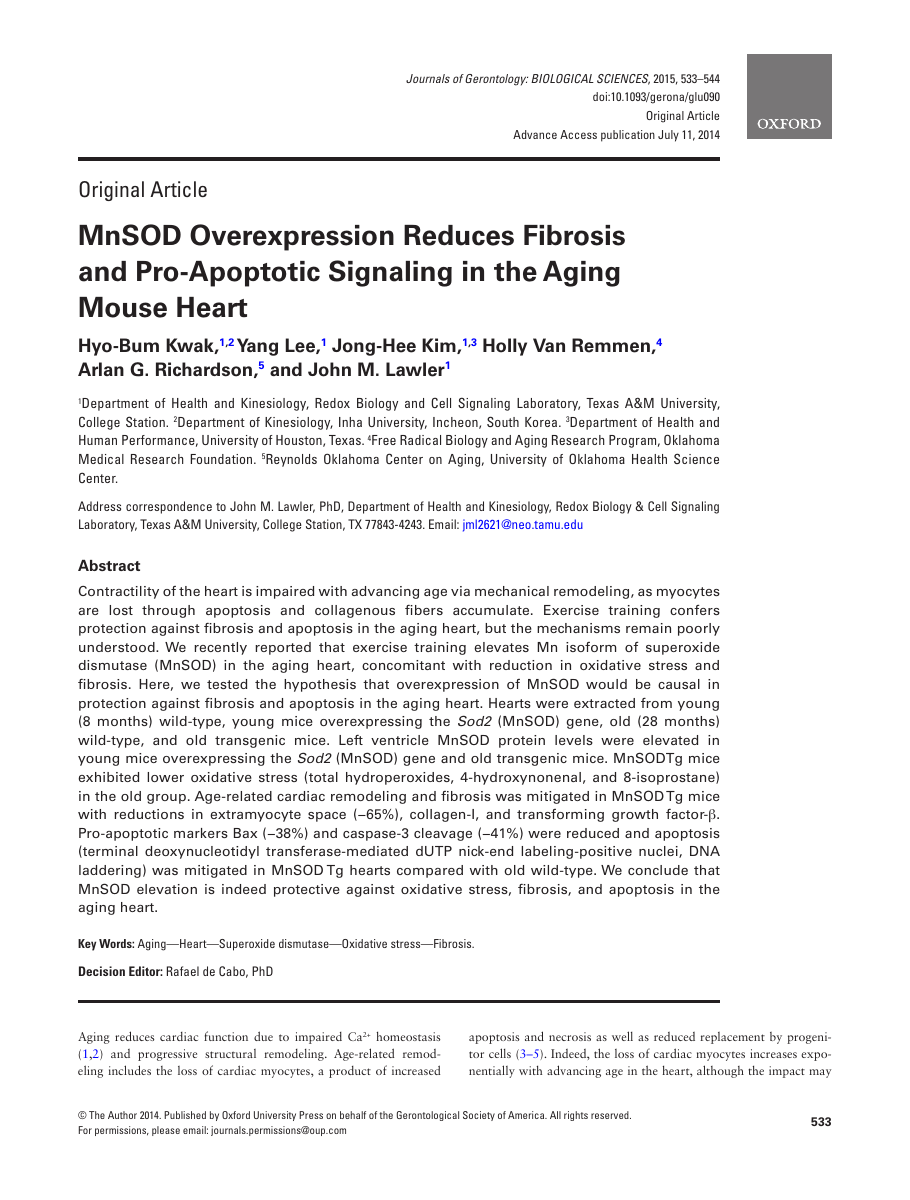 Journals of Gerontology: BIOLOGICAL SCIENCES, 2015, 533–544
doi:10.1093/gerona/glu090
Original Article
Advance Access publication July 11, 2014
OXFORD
Original Article
MnSOD Overexpression Reduces Fibrosis
and Pro-Apoptotic Signaling in the Aging
Mouse Heart
Hyo-Bum Kwak,1,2 Yang Lee,1 Jong-Hee Kim,1,3 Holly Van Remmen,4
Arlan G. Richardson,5 and John M. Lawler1
1Department of Health and Kinesiology, Redox Biology and Cell Signaling Laboratory, Texas A&M University,
College Station. 2Department of Kinesiology, Inha University, Incheon, South Korea. 3Department of Health and
Human Performance, University of Houston, Texas. 4Free Radical Biology and Aging Research Program, Oklahoma
Medical Research Foundation. 5Reynolds Oklahoma Center on Aging, University of Oklahoma Health Science
Center.
Address correspondence to John M. Lawler, PhD, Department of Health and Kinesiology, Redox Biology & Cell Signaling
Laboratory, Texas A&M University, College Station, TX 77843-4243. Email: jml2621@neo.tamu.edu
Abstract
Contractility of the heart is impaired with advancing age via mechanical remodeling, as myocytes
are lost through apoptosis and collagenous fibers accumulate. Exercise training confers
protection against fibrosis and apoptosis in the aging heart, but the mechanisms remain poorly
understood. We recently reported that exercise training elevates Mn isoform of superoxide
dismutase (MnSOD) in the aging heart, concomitant with reduction in oxidative stress and
fibrosis. Here, we tested the hypothesis that overexpression of MnSOD would be causal in
protection against fibrosis and apoptosis in the aging heart. Hearts were extracted from young
(8 months) wild-type, young mice overexpressing the Sod2 (MnSOD) gene, old (28 months)
wild-type, and old transgenic mice. Left ventricle MnSOD protein levels were elevated in
young mice overexpressing the Sod2 (MnSOD) gene and old transgenic mice. MnSODTg mice
exhibited lower oxidative stress (total hydroperoxides, 4-hydroxynonenal, and 8-isoprostane)
in the old group. Age-related cardiac remodeling and fibrosis was mitigated in MnSOD Tg mice
with reductions in extramyocyte space (−65%), collagen-I, and transforming growth factor-β.
Pro-apoptotic markers Bax (−38%) and caspase-3 cleavage (−41%) were reduced and apoptosis
(terminal deoxynucleotidyl transferase-mediated dUTP nick-end labeling-positive nuclei, DNA
laddering) was mitigated in MnSOD Tg hearts compared with old wild-type. We conclude that
MnSOD elevation is indeed protective against oxidative stress, fibrosis, and apoptosis in the
aging heart.
Key Words: Aging—Heart—Superoxide dismutase—Oxidative stress—Fibrosis.
Decision Editor: Rafael de Cabo, PhD
Aging reduces cardiac function due to impaired Ca2+ homeostasis
(1,2) and progressive structural remodeling. Age-related remod-
eling includes the loss of cardiac myocytes, a product of increased
apoptosis and necrosis as well as reduced replacement by progeni-
tor cells (3–5). Indeed, the loss of cardiac myocytes increases expo-
nentially with advancing age in the heart, although the impact may
© The Author 2014. Published by Oxford University Press on behalf of the Gerontological Society of America. All rights reserved.
For permissions, please email: journals.permissions@oup.com
533